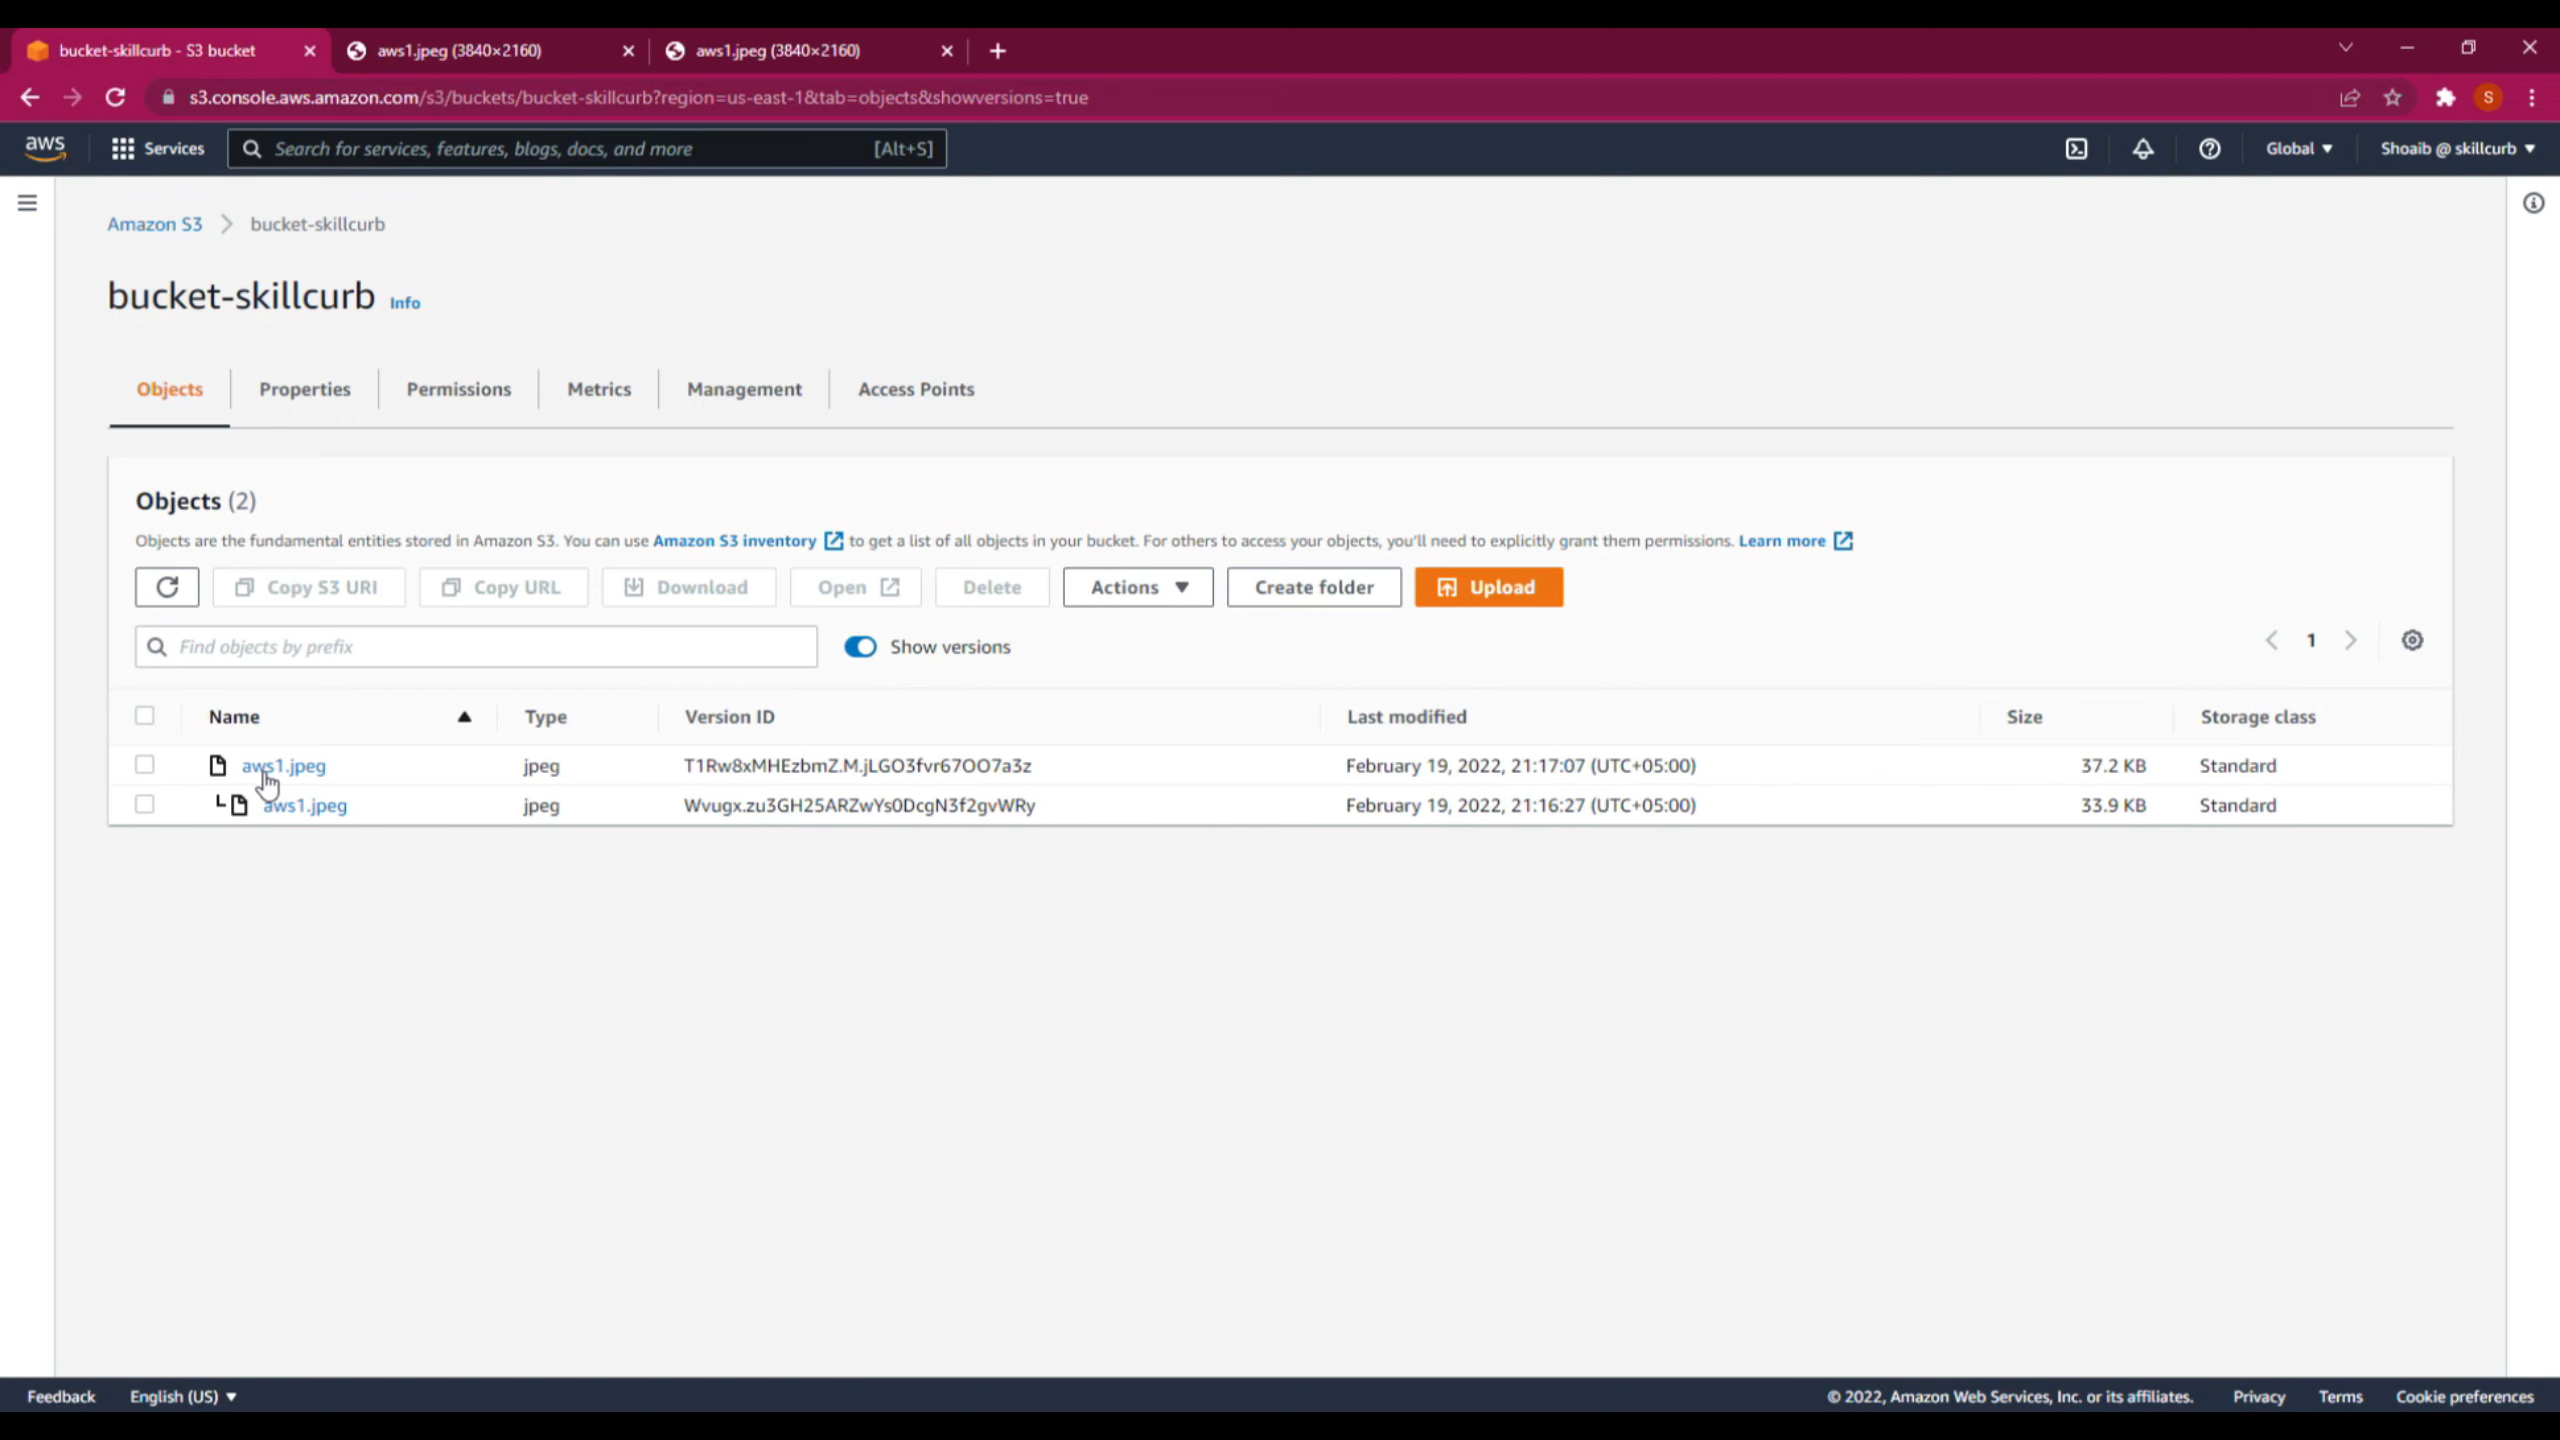 bucket-skillcurb - S3 bucket
aws1.jpeg (3840×2160)
aws1.jpeg (3840×2160)
s3.console.aws.amazon.com/s3/buckets/bucket-skillcurb?region=us-east-1&tab=objects&showversions=true
S
aws
Services
Search for services, features, blogs, docs, and more
[Alt+S]
Global
Shoaib @ skillcurb
Amazon S3 > bucket-skillcurb
bucket-skillcurb Info
Objects
Properties
Permissions
Metrics
Management
Access Points
Objects (2)
Objects are the fundamental entities stored in Amazon S3. You can use Amazon S3 inventory to get a list of all objects in your bucket. For others to access your objects, you'll need to explicitly grant them permissions. Learn more
Copy S3 URI
Copy URL
Download
Open
Delete
Actions
Create folder
Upload
Find objects by prefix
Show versions
1
Name Type Version ID Last modified Size Storage class
aws1.jpeg jpeg T1Rw8xMHEzbmZ.M.jLGO3fvr67OO7a3z February 19, 2022, 21:17:07 (UTC+05:00) 37.2 KB Standard
aws1.jpeg jpeg Wvugx.zu3GH25ARZwYs0DcgN3f2gvWRy February 19, 2022, 21:16:27 (UTC+05:00) 33.9 KB Standard
Feedback
English (US)
© 2022, Amazon Web Services, Inc. or its affiliates.
Privacy
Terms
Cookie preferences